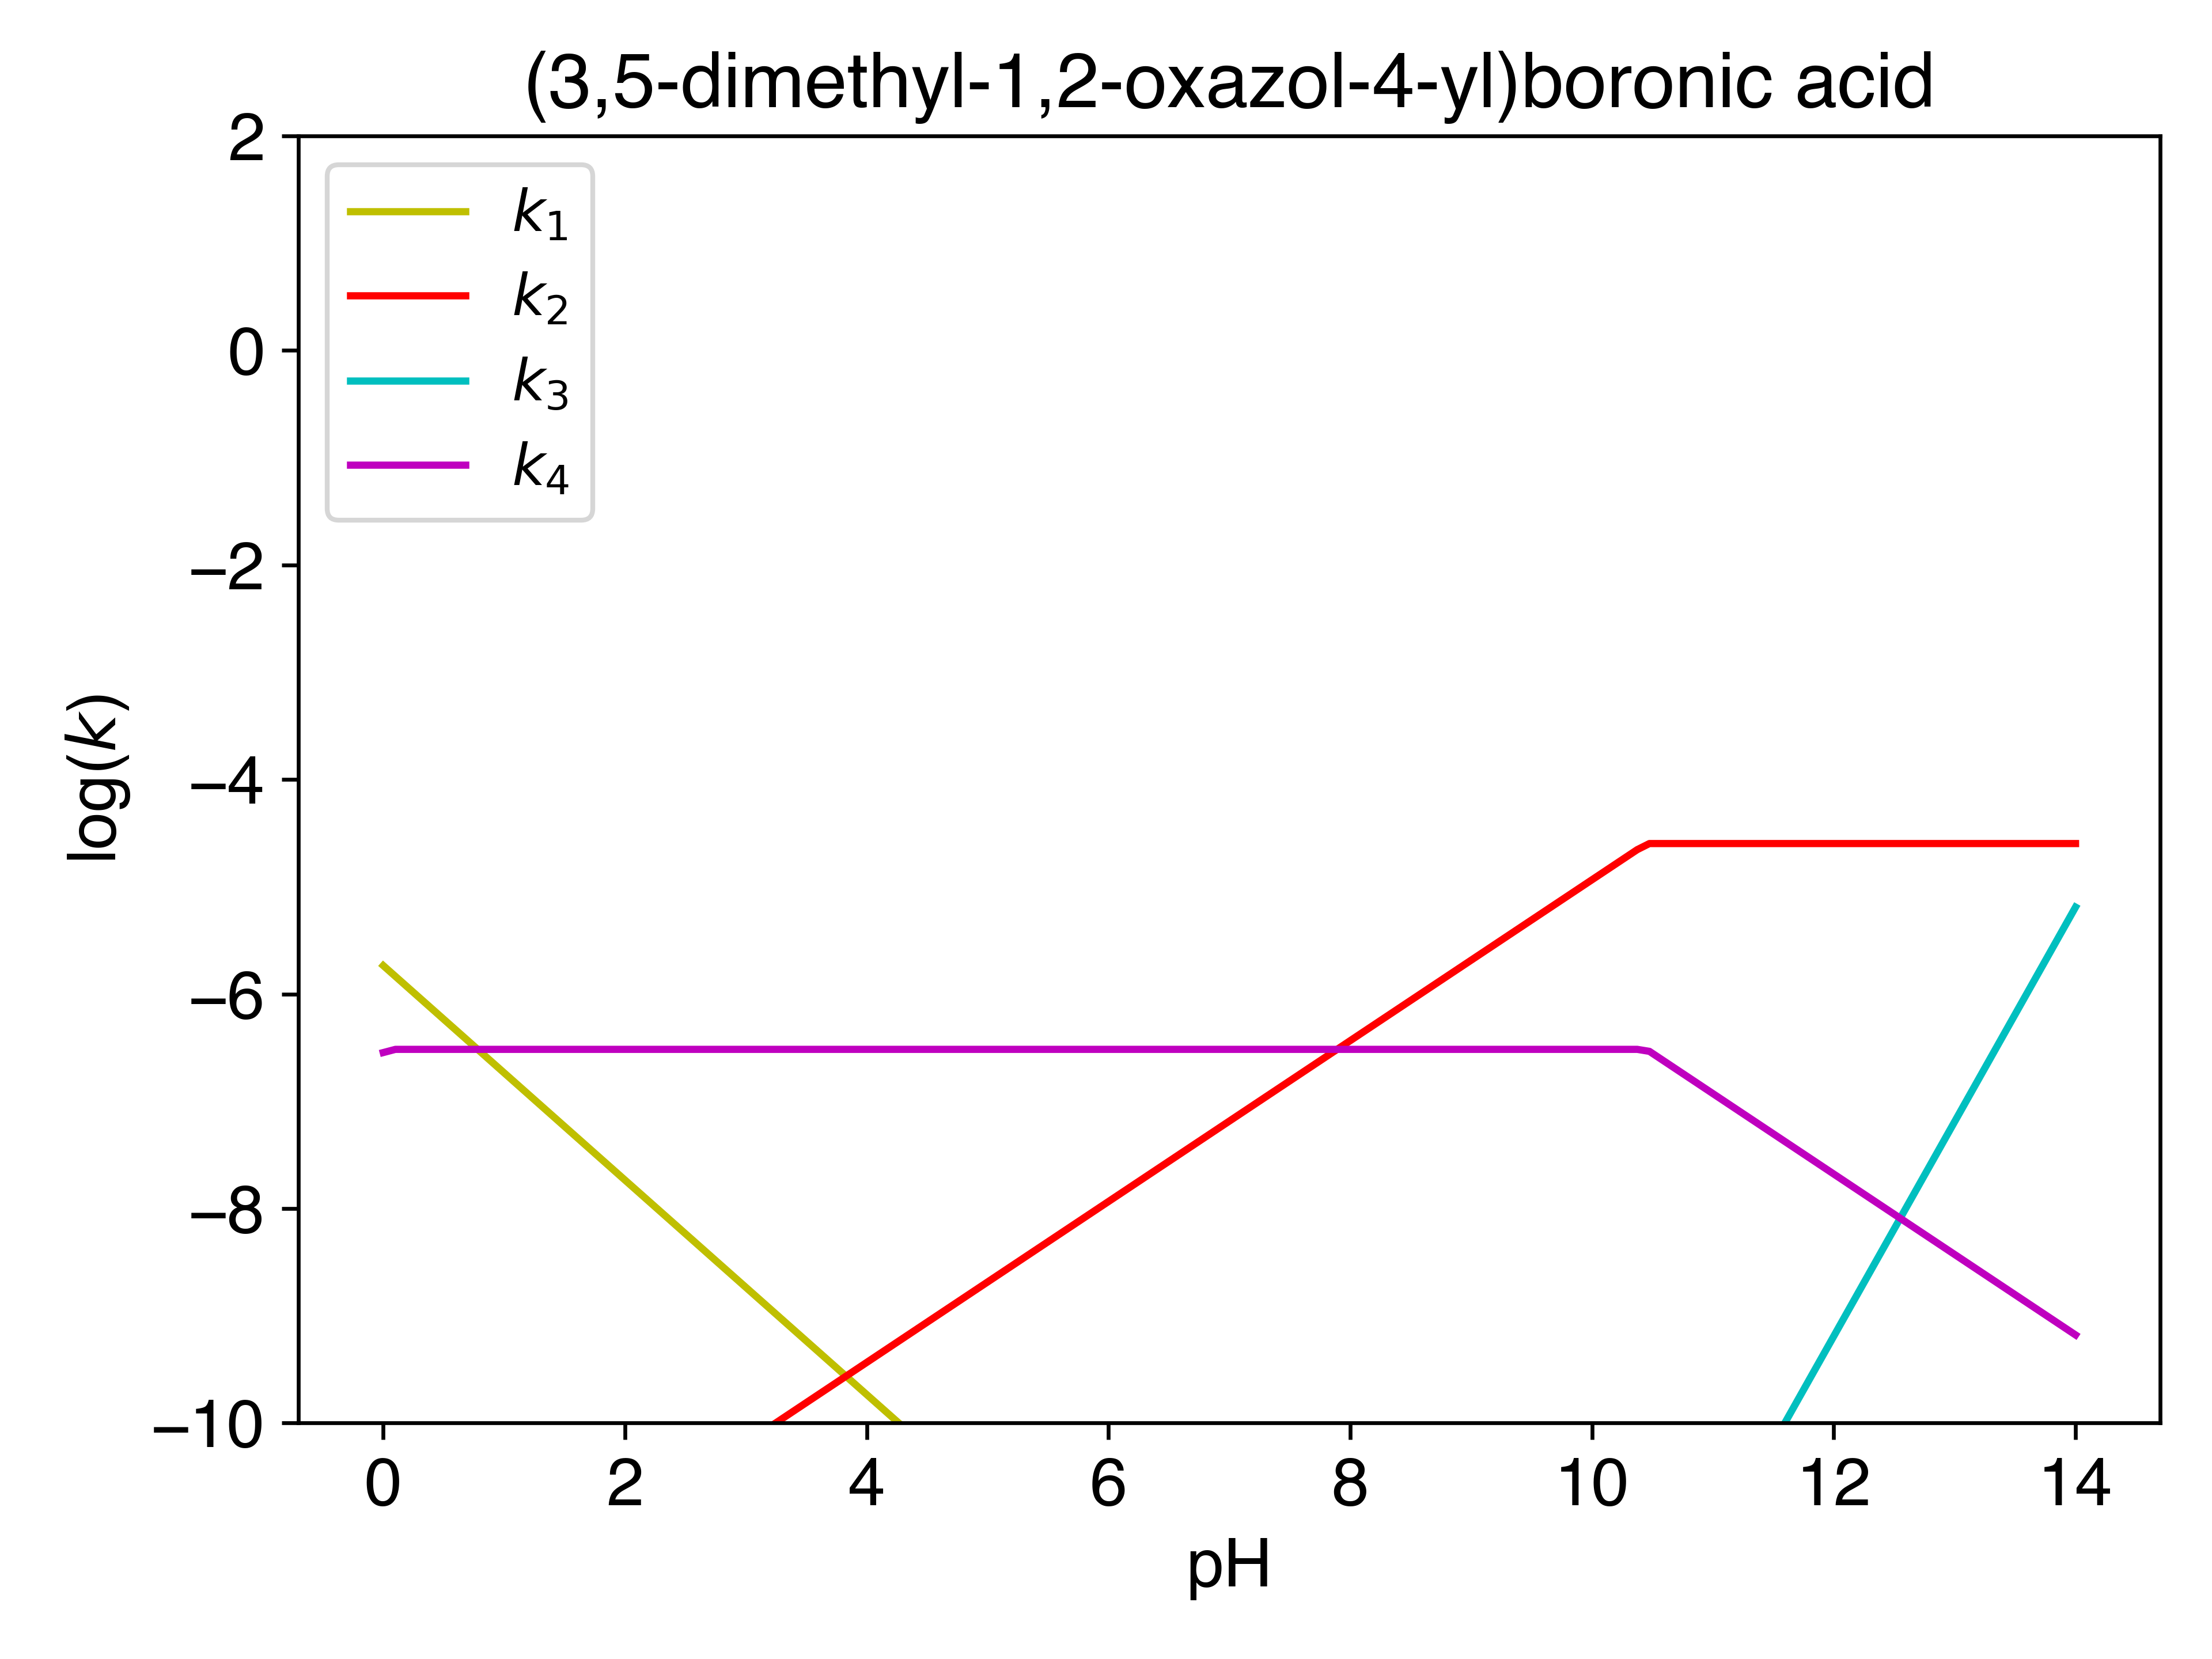 (3,5-dimethyl-1,2-oxazol-4-yl)boronic acid
k₁
k₂
k₃
k₄
log(k)
2
0
−2
−4
−6
−8
−10
0 2 4 6 8 10 12 14
pH